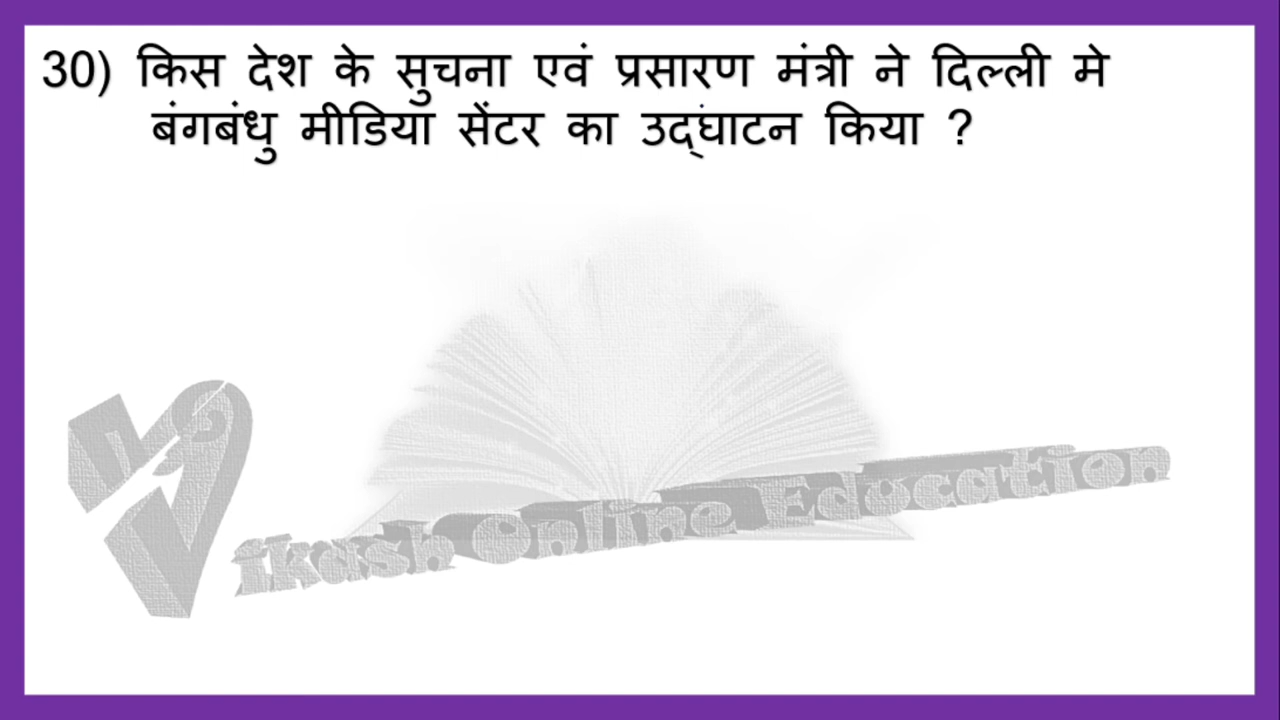 30) किस देश के सुचना एवं प्रसारण मंत्री ने दिल्ली मे
बंगबंधु मीडिया सेंटर का उद्घाटन किया ?
Vikash Online Education